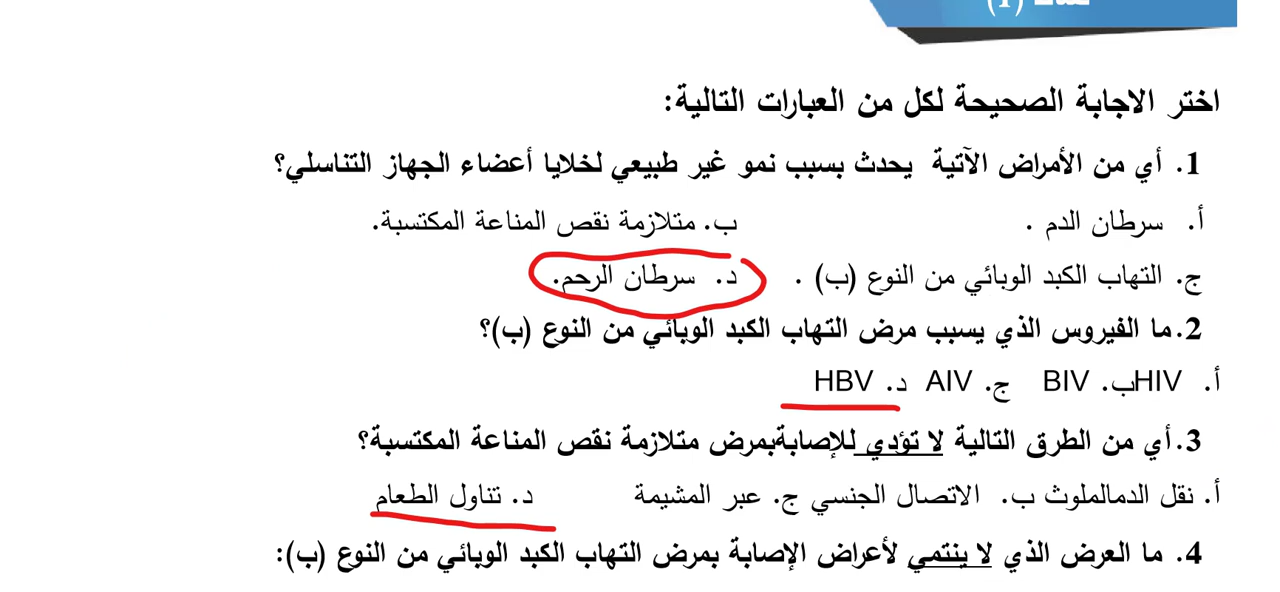 (1)
اختر الاجابة الصحيحة لكل من العبارات التالية:
1. أي من الأمراض الآتية يحدث بسبب نمو غير طبيعي لخلايا أعضاء الجهاز التناسلي؟
أ. سرطان الدم . ب. متلازمة نقص المناعة المكتسبة.
ج. التهاب الكبد الوبائي من النوع (ب) . د. سرطان الرحم.
2.ما الفيروس الذي يسبب مرض التهاب الكبد الوبائي من النوع (ب)؟
أ. HIVب. BIV ج. AIV د. HBV
3.أي من الطرق التالية لا تؤدي للإصابةبمرض متلازمة نقص المناعة المكتسبة؟
أ. نقل الدمالملوث ب. الاتصال الجنسي ج. عبر المشيمة د. تناول الطعام
4. ما العرض الذي لا ينتمي لأعراض الإصابة بمرض التهاب الكبد الوبائي من النوع (ب):